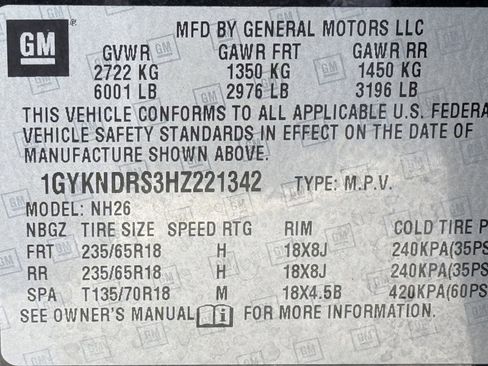 GM
MFD BY GENERAL MOTORS LLC
GVWR GAWR FRT GAWR RR
2722 KG 1350 KG 1450 KG
6001 LB 2976 LB 3196 LB
THIS VEHICLE CONFORMS TO ALL APPLICABLE U.S. FEDERA
VEHICLE SAFETY STANDARDS IN EFFECT ON THE DATE OF
MANUFACTURE SHOWN ABOVE.
1GYKNDRS3HZ221342 TYPE: M.P.V.
MODEL: NH26
NBGZ TIRE SIZE SPEED RTG RIM COLD TIRE P
FRT 235/65R18 H 18X8J 240KPA(35PS
RR 235/65R18 H 18X8J 240KPA(35PS
SPA T135/70R18 M 18X4.5B 420KPA(60PS
SEE OWNER'S MANUAL i FOR MORE INFORMATION.